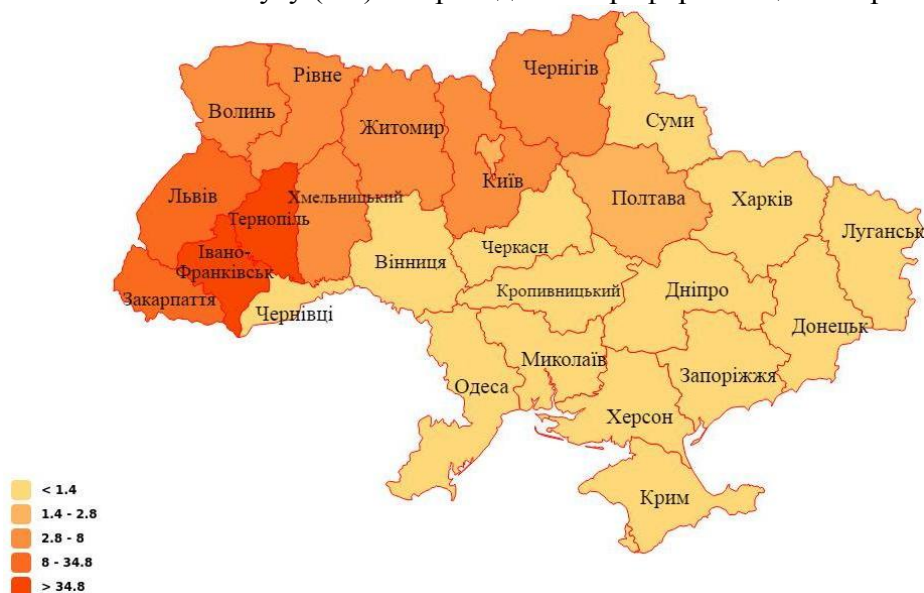 Чернігів
Рівне
Волинь
Суми
Житомир
Київ
Львів
Хмельницький
Полтава
Харків
Тернопіль
Луганськ
Черкаси
Вінниця
Івано-
Франківськ
Закарпаття
Кропивницький
Дніпро
Чернівці
Донецьк
Миколаїв
Запоріжжя
Одеса
Херсон
Крим
< 1.4
1.4 - 2.8
2.8 - 8
8 - 34.8
> 34.8